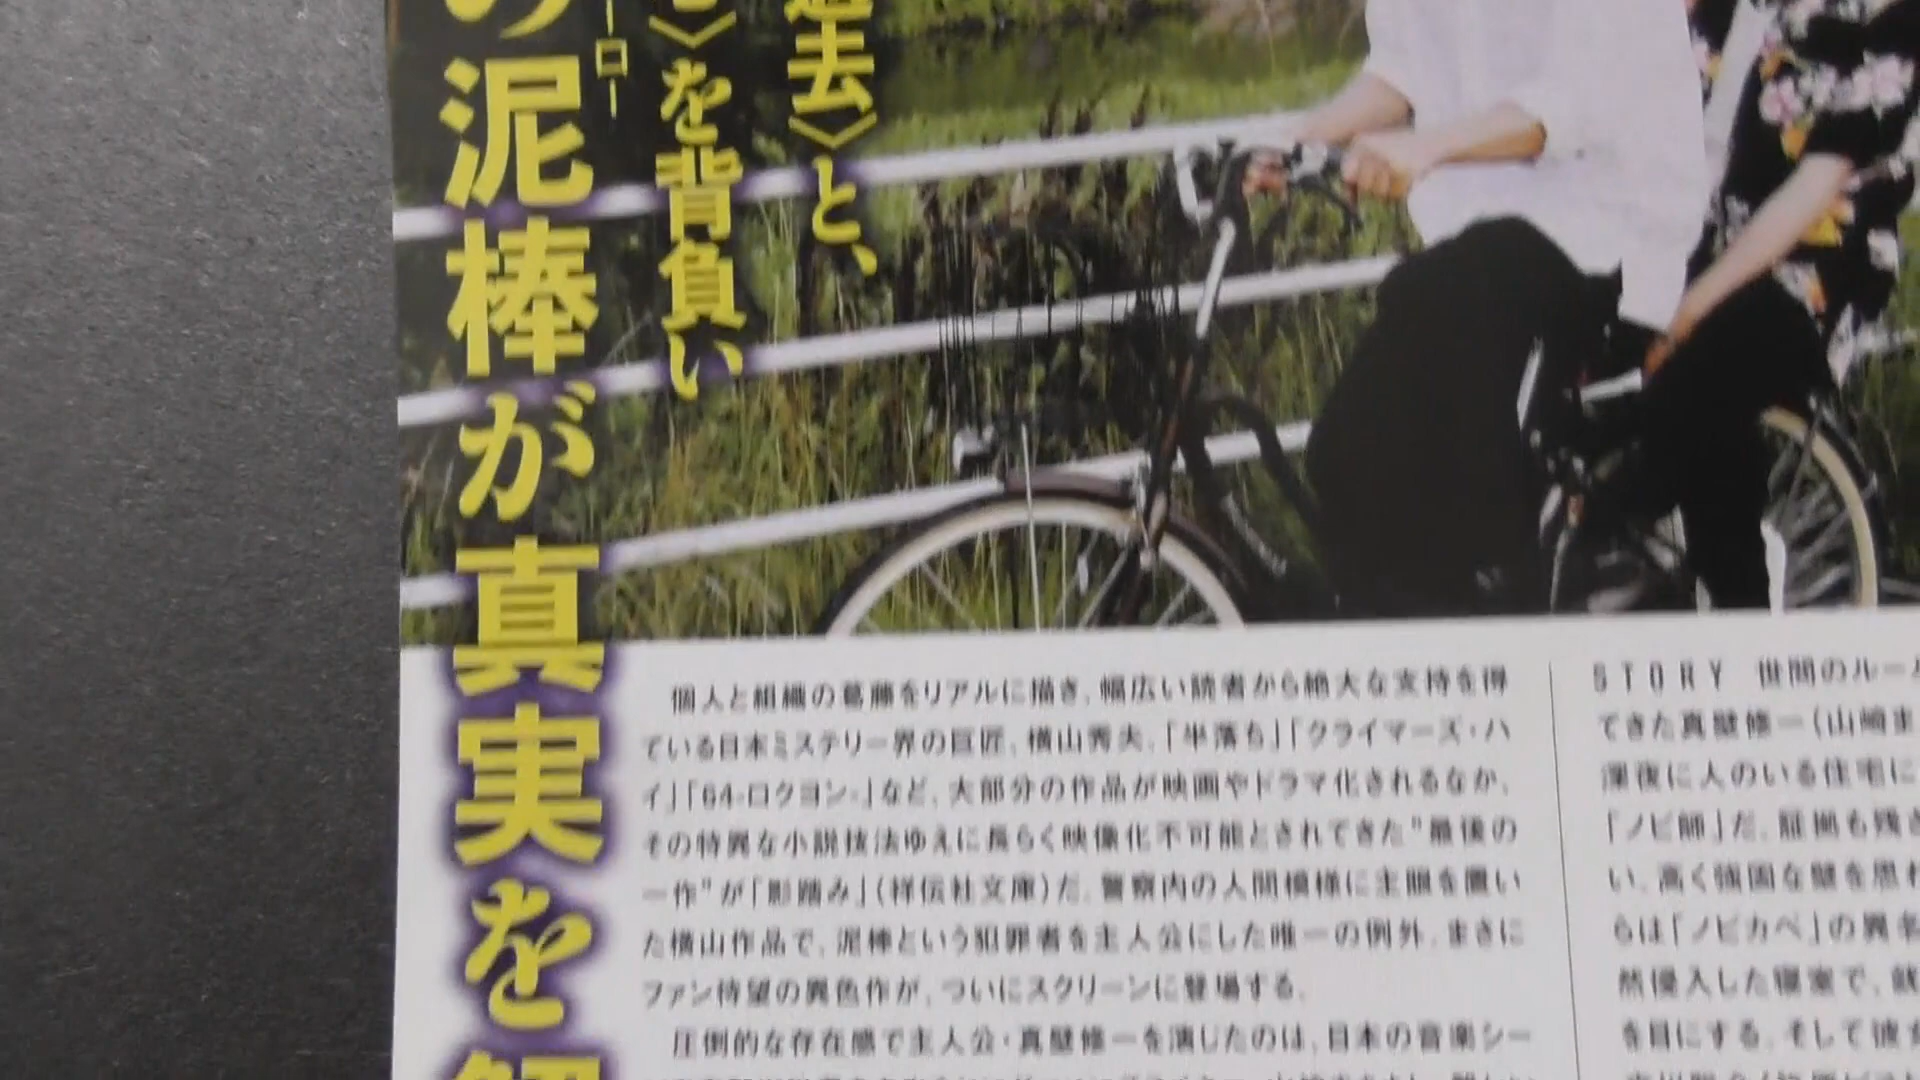 過去〉と、
〉を背負い
ーロー
の泥棒が真実を
個人と組織の葛藤をリアルに描き、幅広い読者から絶大な支持を得
ている日本ミステリー界の巨匠、横山秀夫。「半落ち」「クライマーズ・ハ
イ」「64-ロクヨン-」など、大部分の作品が映画やドラマ化されるなか、
その特異な小説技法ゆえに長らく映像化不可能とされてきた"最後の
一作"が「影踏み」(祥伝社文庫)だ。警察内の人間模様に主眼を置い
た横山作品で、泥棒という犯罪者を主人公にした唯一の例外。まさに
ファン待望の異色作が、ついにスクリーンに登場する。
圧倒的な存在感で主人公・真壁修一を演じたのは、日本の音楽シー
STORY 世間のルー
てきた真壁修一(山崎ま
深夜に人のいる住宅に
「ノビ師」だ。証拠も残さ
い、高く強固な壁を思わ
らは「ノビカベ」の異名
然侵入した寝室で、
を目にする。そして彼女